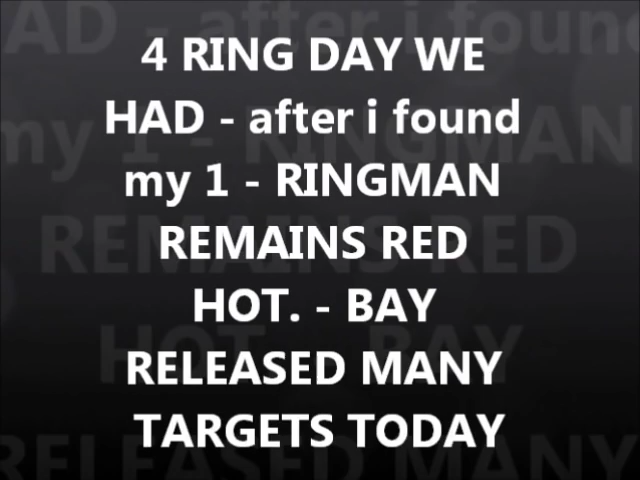 4 RING DAY WE
HAD - after i found
my 1 - RINGMAN
REMAINS RED
HOT. - BAY
RELEASED MANY
TARGETS TODAY